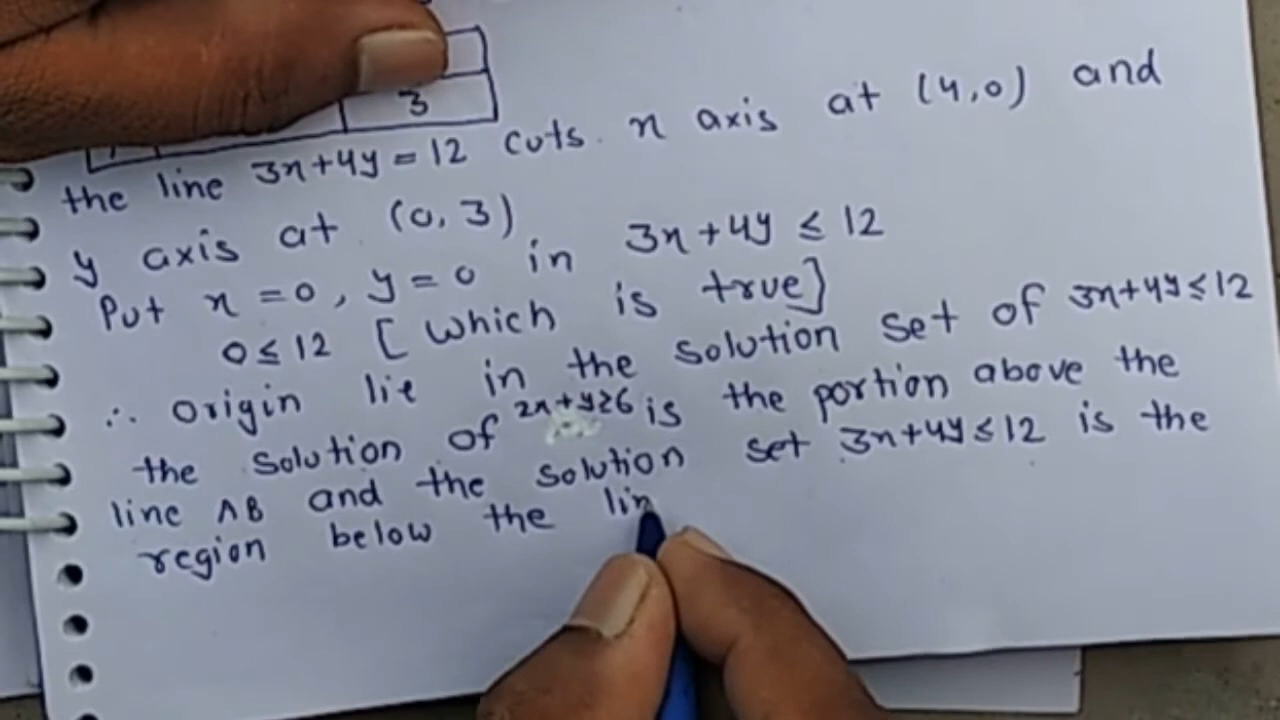 3
the line 3x+4y=12 cuts x axis at (4,0) and
y axis at (0,3)
Put x=0, y=0 in 3x+4y≤12
0≤12 [which is true]
∴ origin lie in the solution set of 3x+4y≤12
the solution of 2x+y≥6 is the portion above the
line AB and the solution set 3x+4y≤12 is the
region below the lin